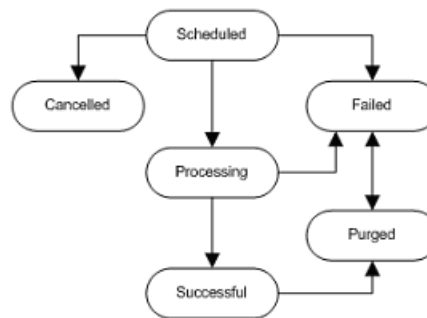 Scheduled
Cancelled
Failed
Processing
Purged
Successful